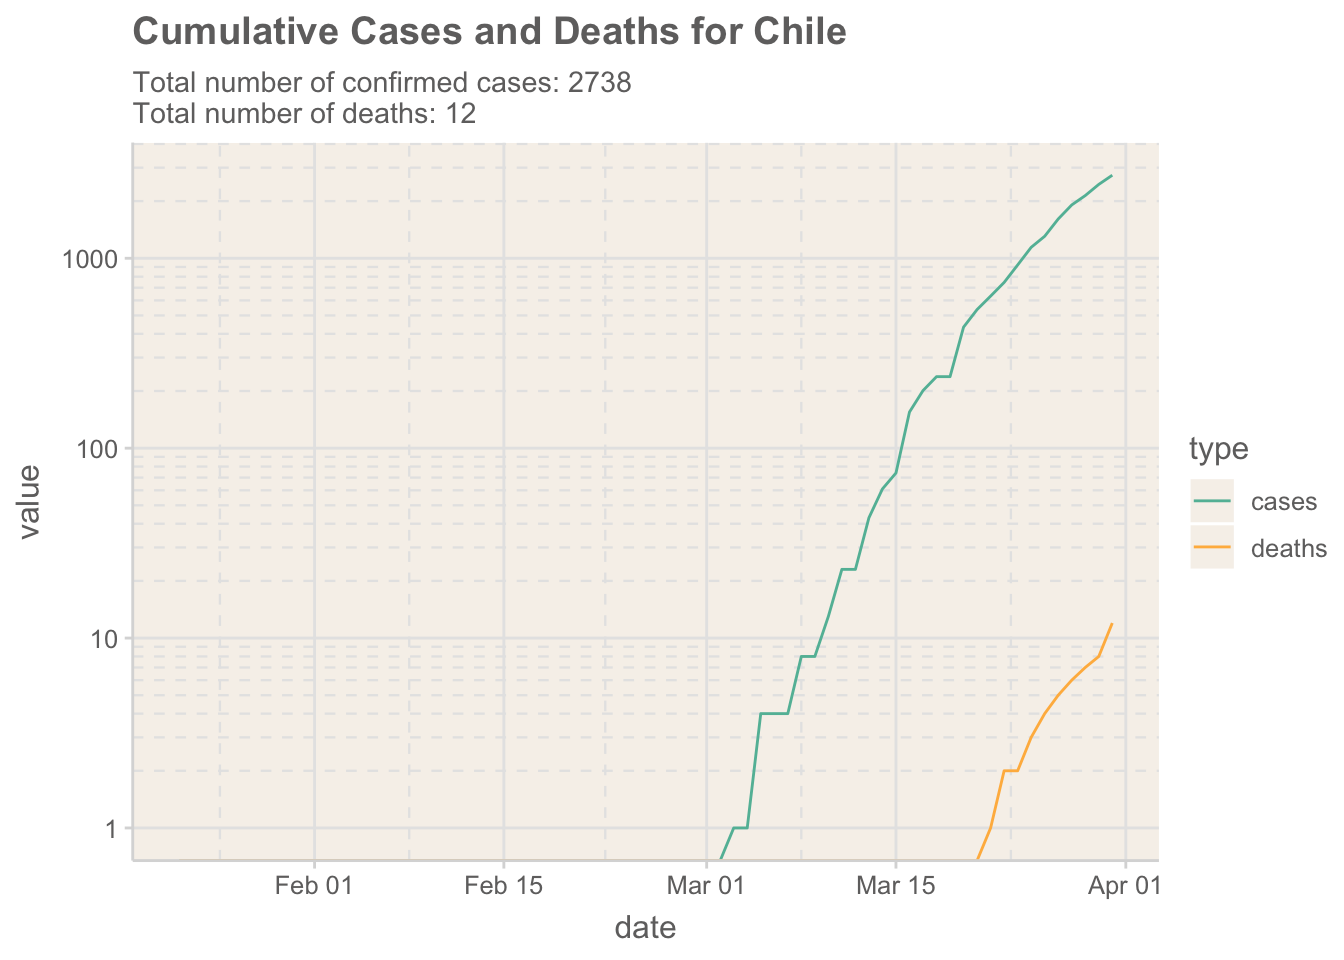 Cumulative Cases and Deaths for Chile
Total number of confirmed cases: 2738
Total number of deaths: 12
1000
100
10
1
value
Feb 01
Feb 15
Mar 01
Mar 15
Apr 01
date
type
cases
deaths